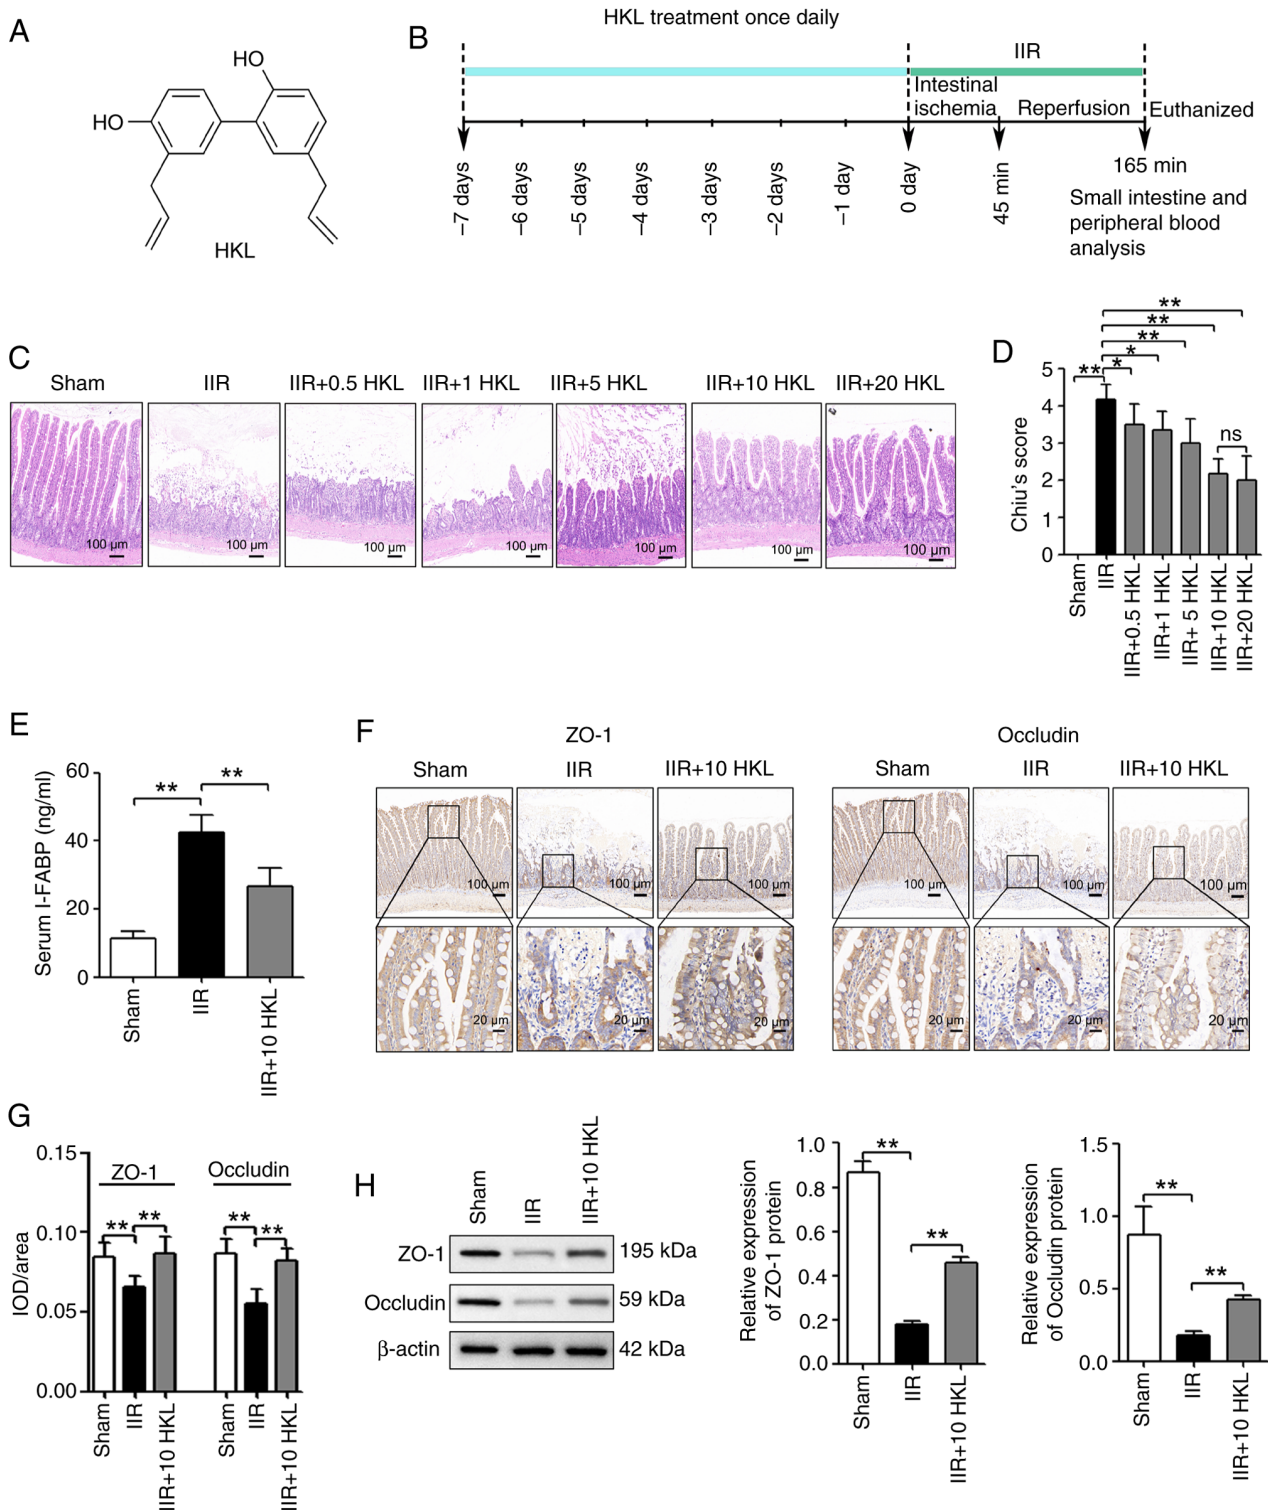 A
HO
HO
HKL
B
HKL treatment once daily
IIR
Intestinal
ischemia
Reperfusion
Euthanized
−7 days
−6 days
−5 days
−4 days
−3 days
−2 days
−1 day
0 day
45 min
165 min
Small intestine and
peripheral blood
analysis
C
Sham
IIR
IIR+0.5 HKL
IIR+1 HKL
IIR+5 HKL
IIR+10 HKL
IIR+20 HKL
100 µm
100 µm
100 µm
100 µm
100 µm
100 µm
100 µm
D
**
**
**
*
**
*
ns
Chiu's score
5
4
3
2
1
0
Sham
IIR
IIR+0.5 HKL
IIR+1 HKL
IIR+ 5 HKL
IIR+10 HKL
IIR+20 HKL
E
Serum I-FABP (ng/ml)
60
40
20
0
**
**
Sham
IIR
IIR+10 HKL
F
ZO-1
Sham
IIR
IIR+10 HKL
100 µm
100 µm
100 µm
20 µm
20 µm
20 µm
Occludin
Sham
IIR
IIR+10 HKL
100 µm
100 µm
100 µm
20 µm
20 µm
20 µm
G
IOD/area
0.15
0.10
0.05
0.00
ZO-1
Occludin
**
**
**
**
Sham
IIR
IIR+10 HKL
Sham
IIR
IIR+10 HKL
H
Sham
IIR
IIR+10 HKL
ZO-1
195 kDa
Occludin
59 kDa
β-actin
42 kDa
Relative expression
of ZO-1 protein
1.0
0.8
0.6
0.4
0.2
0.0
**
**
Sham
IIR
IIR+10 HKL
Relative expression
of Occludin protein
1.5
1.0
0.5
0.0
**
**
Sham
IIR
IIR+10 HKL